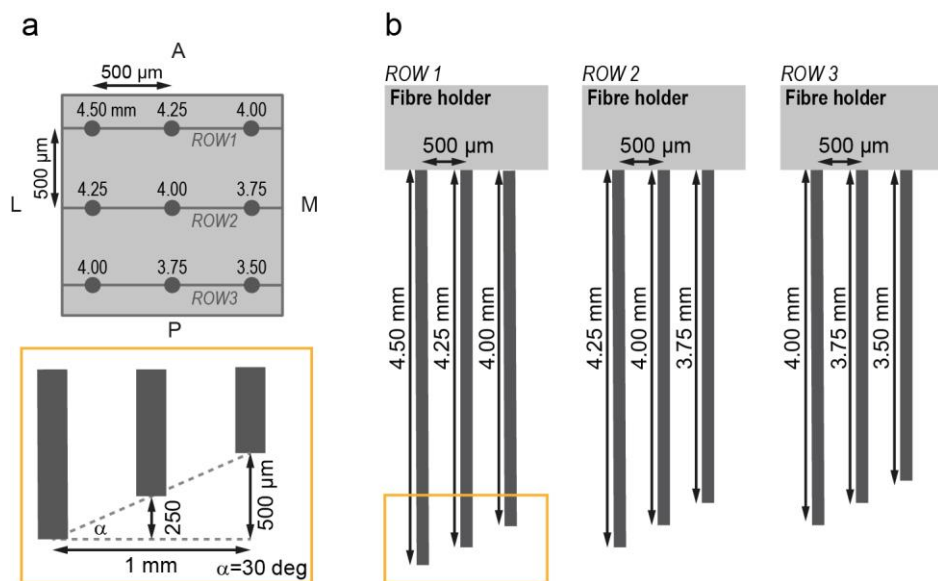 a
A
500 µm
4.50 mm 4.25 4.00
ROW1
500 µm
4.25 4.00 3.75
L M
ROW2
4.00 3.75 3.50
ROW3
P
α
250
500 µm
1 mm
α=30 deg
b
ROW 1
Fibre holder
500 µm
4.50 mm
4.25 mm
4.00 mm
ROW 2
Fibre holder
500 µm
4.25 mm
4.00 mm
3.75 mm
ROW 3
Fibre holder
500 µm
4.00 mm
3.75 mm
3.50 mm